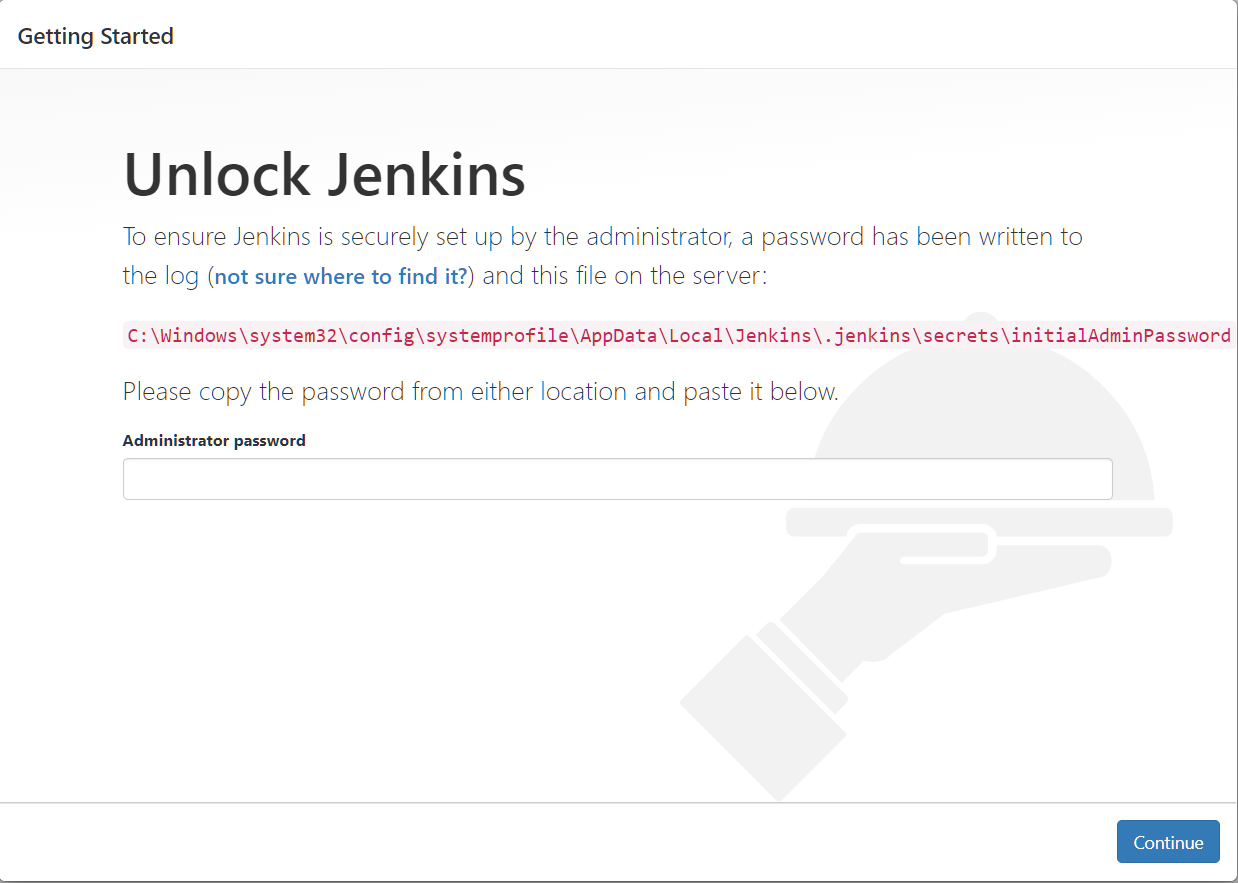 Getting Started
Unlock Jenkins
To ensure Jenkins is securely set up by the administrator, a password has been written to
the log (not sure where to find it?) and this file on the server:
C:\Windows\system32\config\systemprofile\AppData\Local\Jenkins\.jenkins\secrets\initialAdminPassword
Please copy the password from either location and paste it below.
Administrator password
Continue